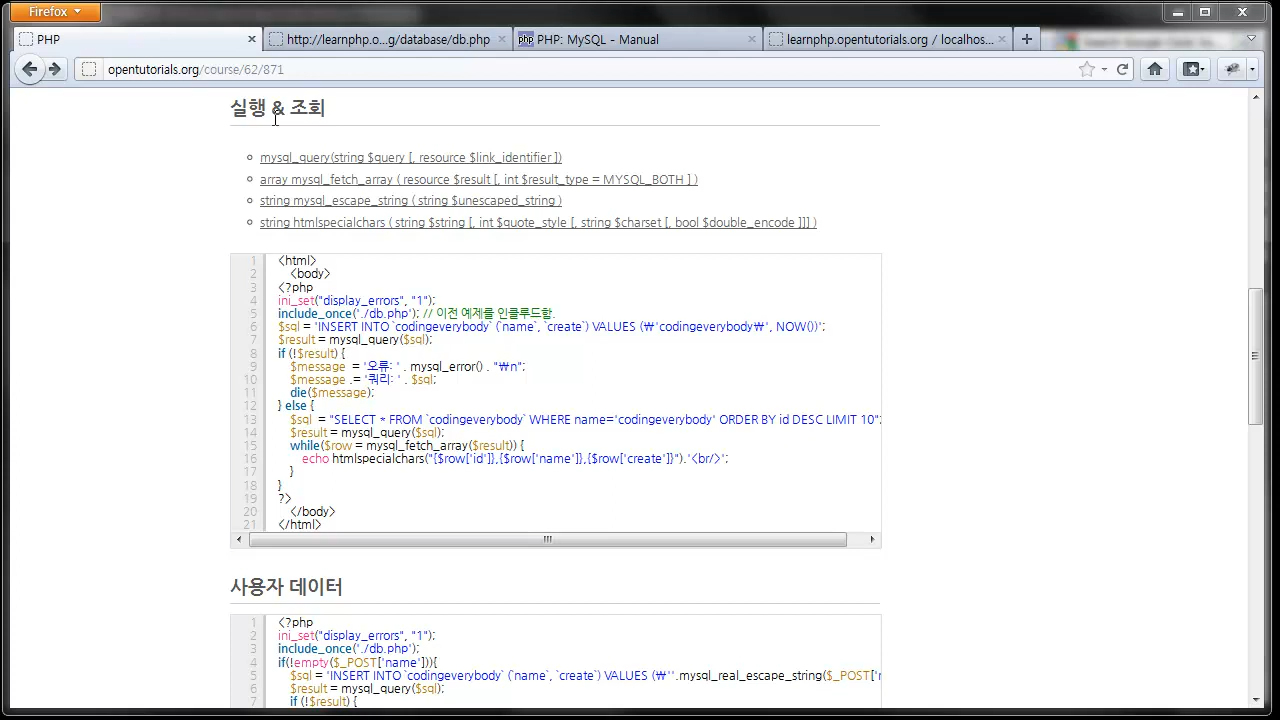 Firefox
PHP
http://learnphp.o...g/database/db.php
php PHP: MySQL - Manual
learnphp.opentutorials.org / localhos...
opentutorials.org/course/62/871
실행 & 조회
mysql_query(string $query [, resource $link_identifier ])
array mysql_fetch_array ( resource $result [, int $result_type = MYSQL_BOTH ] )
string mysql_escape_string ( string $unescaped_string )
string htmlspecialchars ( string $string [, int $quote_style [, string $charset [, bool $double_encode ]]] )
1 <html>
2 <body>
3 <?php
4 ini_set("display_errors", "1");
5 include_once('./db.php'); // 이전 예제를 인클루드함.
6 $sql = 'INSERT INTO `codingeverybody` (`name`, `create`) VALUES (₩'codingeverybody₩', NOW())';
7 $result = mysql_query($sql);
8 if (!$result) {
9 $message = '오류: ' . mysql_error() . "₩n";
10 $message .= '쿼리: ' . $sql;
11 die($message);
12 } else {
13 $sql = "SELECT * FROM `codingeverybody` WHERE name='codingeverybody' ORDER BY id DESC LIMIT 10";
14 $result = mysql_query($sql);
15 while($row = mysql_fetch_array($result)) {
16 echo htmlspecialchars("{$row['id']},{$row['name']},{$row['create']}").'<br/>';
17 }
18 }
19 ?>
20 </body>
21 </html>
사용자 데이터
1 <?php
2 ini_set("display_errors", "1");
3 include_once('./db.php');
4 if(!empty($_POST['name'])){
5 $sql = 'INSERT INTO `codingeverybody` (`name`, `create`) VALUES (₩''.mysql_real_escape_string($_POST['r
6 $result = mysql_query($sql);
7 if (!$result) {